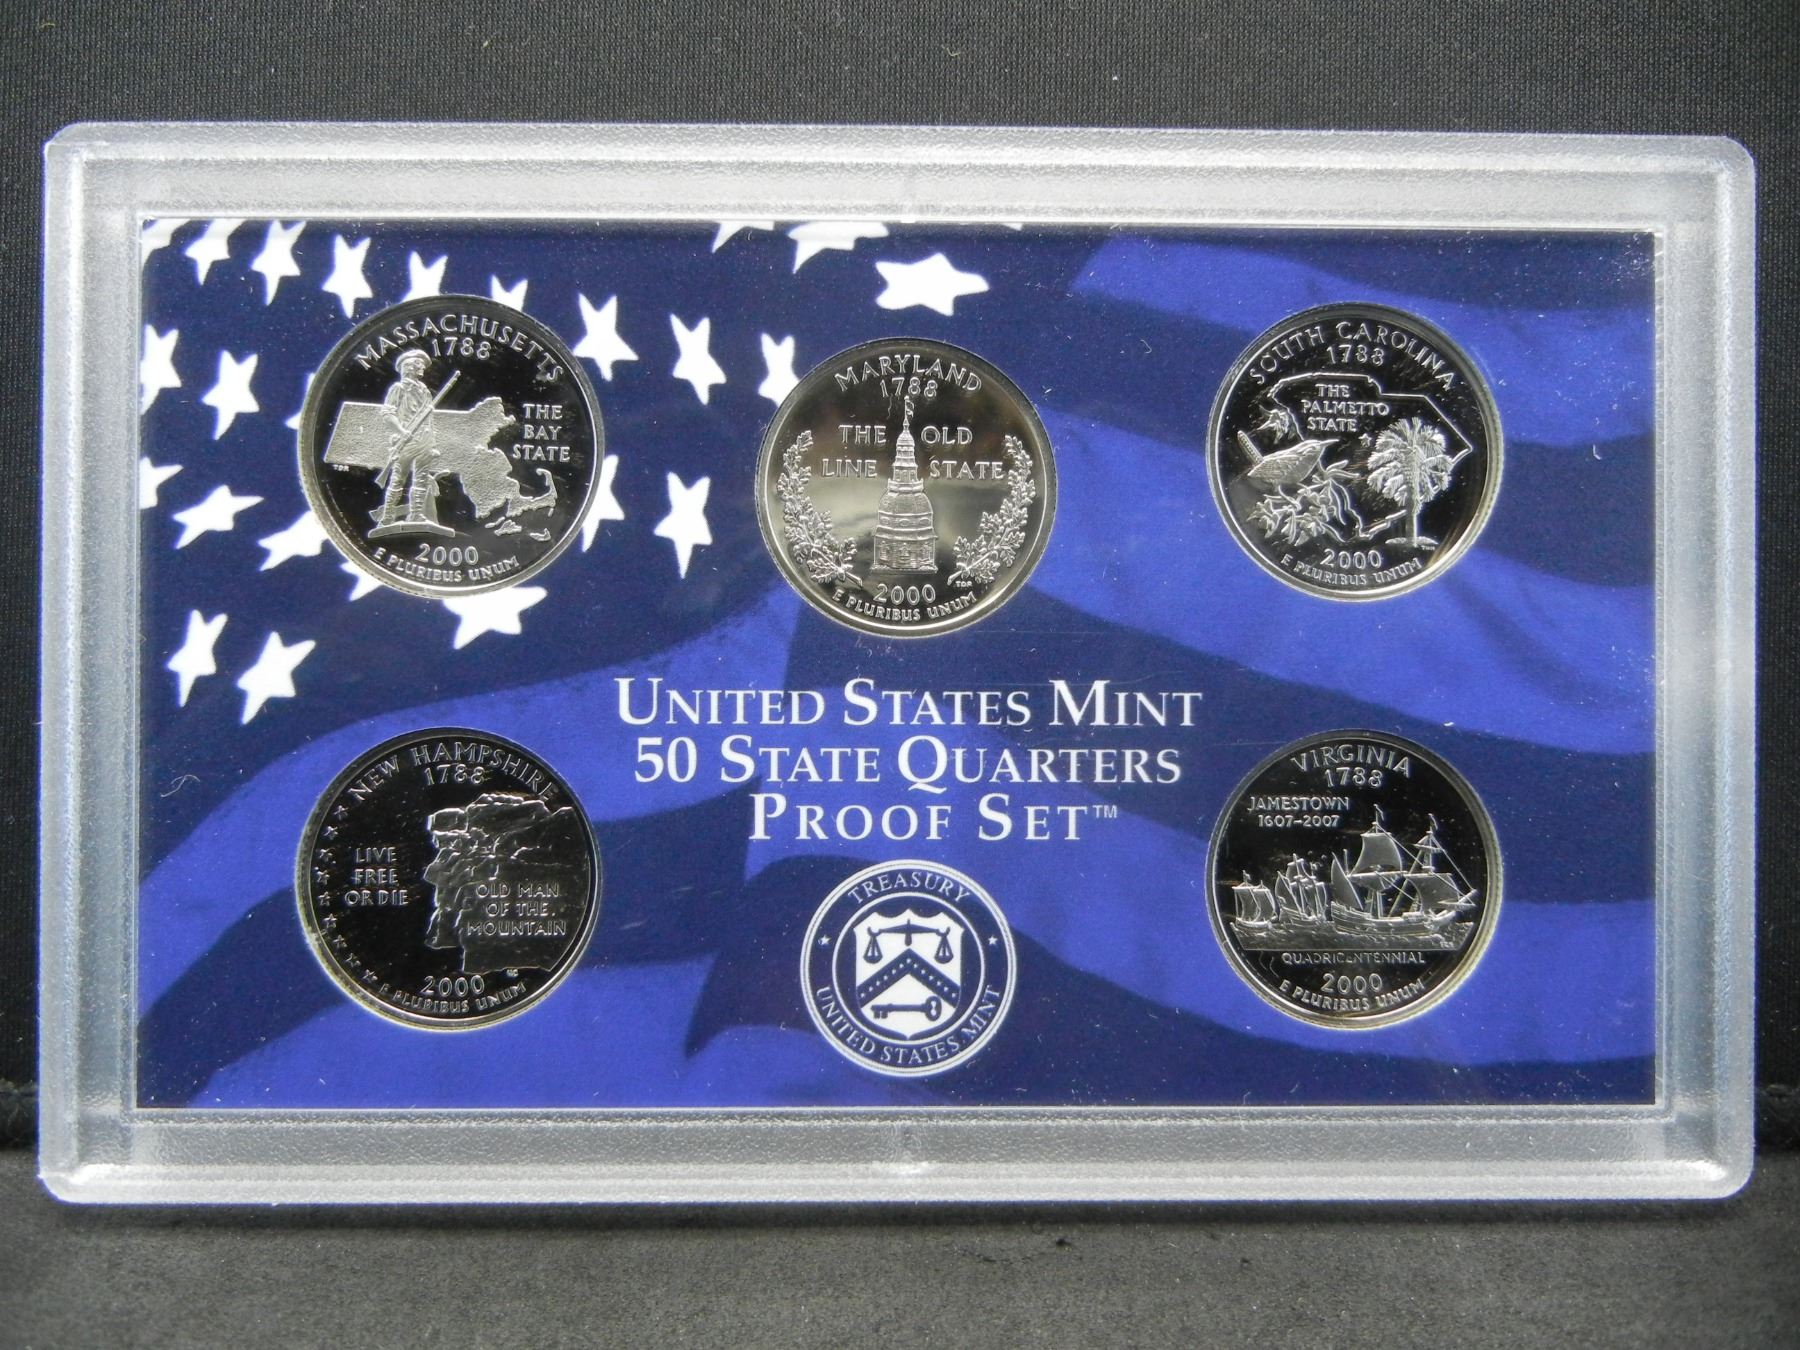 MASSACHUSETTS
1788
THE
BAY
STATE
2000
E PLURIBUS UNUM
MARYLAND
1788
THE OLD
LINE STATE
2000
E PLURIBUS UNUM
SOUTH CAROLINA
1788
THE
PALMETTO
STATE
2000
E PLURIBUS UNUM
UNITED STATES MINT
50 STATE QUARTERS
PROOF SET™
NEW HAMPSHIRE
1788
LIVE
FREE
OR DIE
OLD MAN
OF THE
MOUNTAIN
2000
E PLURIBUS UNUM
TREASURY
UNITED STATES MINT
VIRGINIA
1788
JAMESTOWN
1607-2007
QUADRICENTENNIAL
2000
E PLURIBUS UNUM